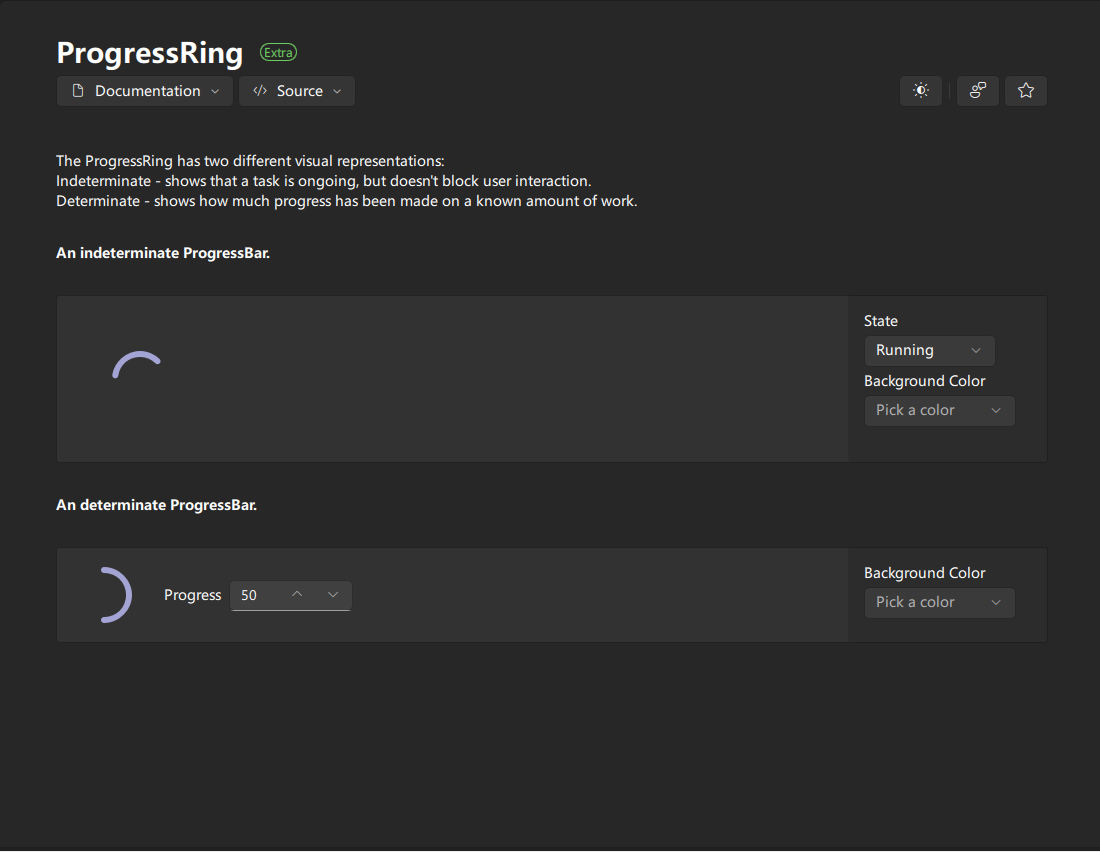 ProgressRing Extra
Documentation
Source
The ProgressRing has two different visual representations:
Indeterminate - shows that a task is ongoing, but doesn't block user interaction.
Determinate - shows how much progress has been made on a known amount of work.
An indeterminate ProgressBar.
State
Running
Background Color
Pick a color
An determinate ProgressBar.
Progress 50
Background Color
Pick a color